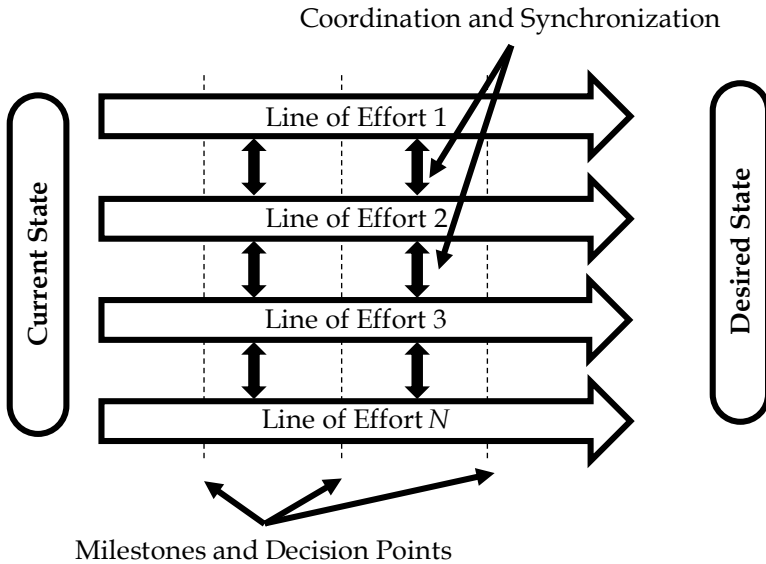 Coordination and Synchronization
Current State
Line of Effort 1
Line of Effort 2
Line of Effort 3
Line of Effort N
Desired State
Milestones and Decision Points